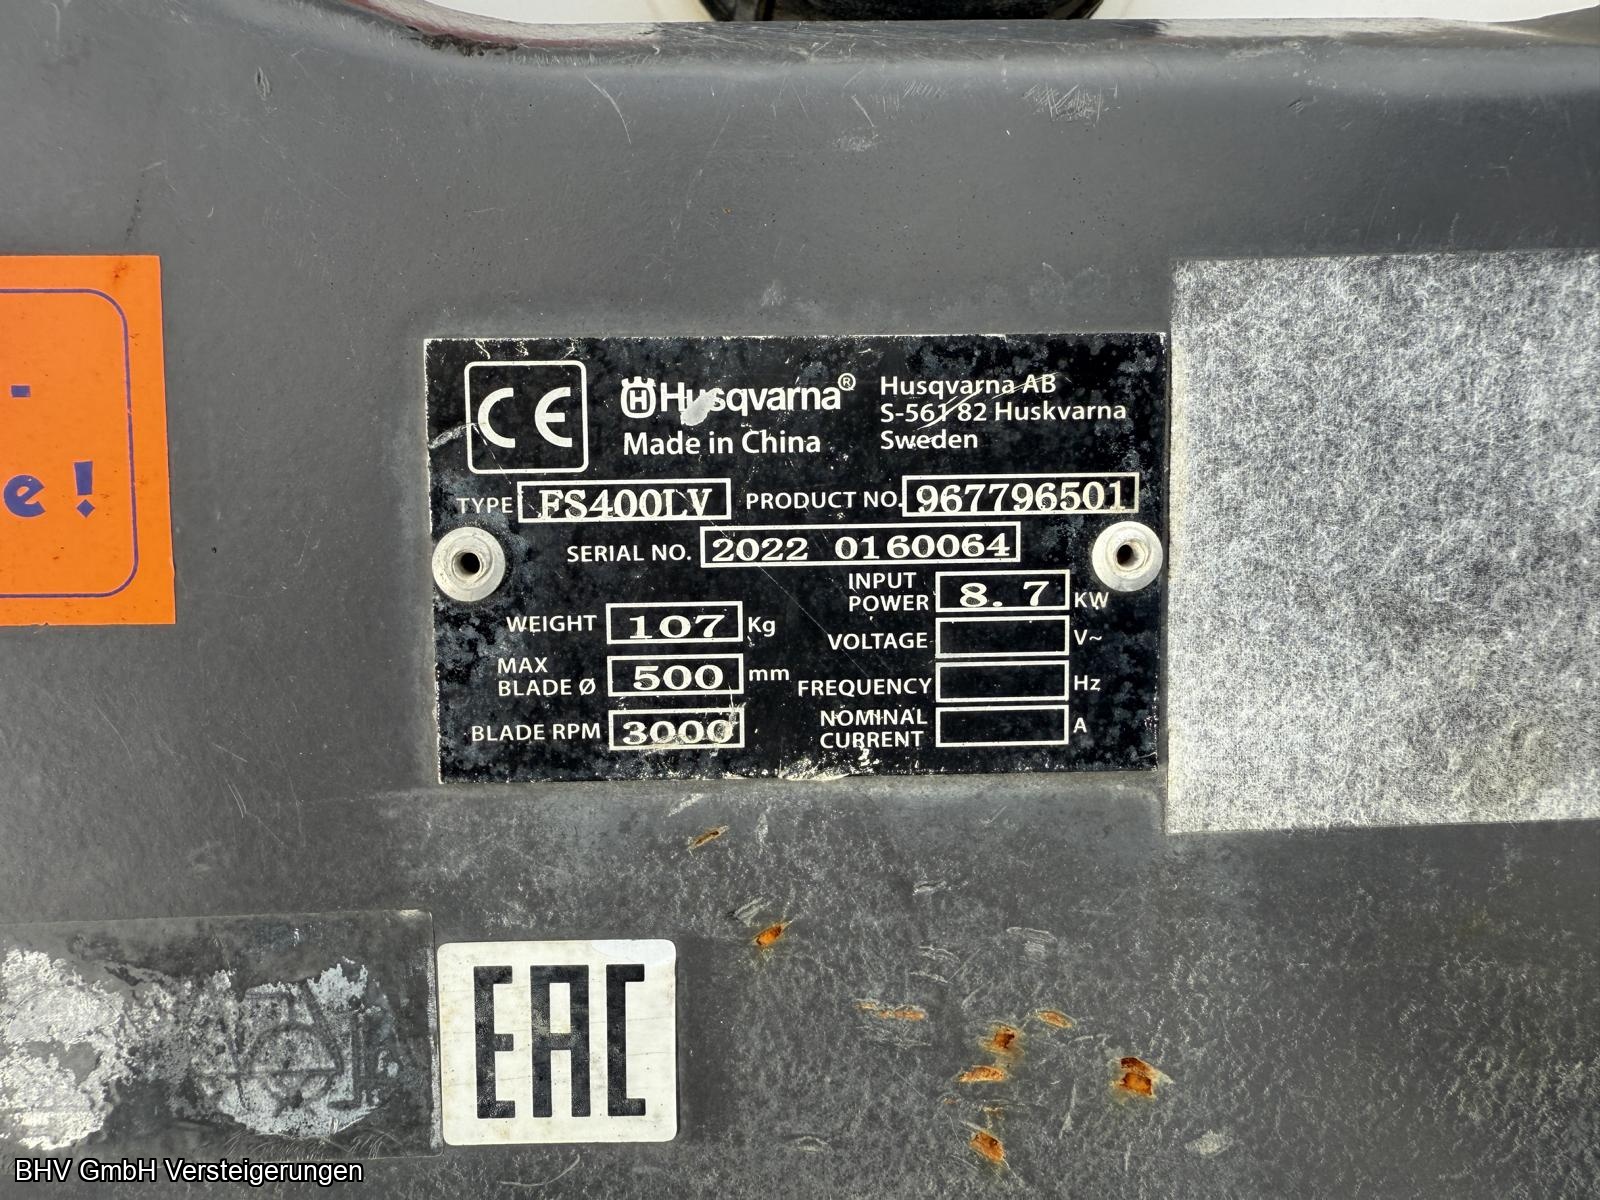 -
e !
CE
Husqvarna®
Made in China
Husqvarna AB
S-561 82 Huskvarna
Sweden
TYPE FS400LV PRODUCT NO. 967796501
SERIAL NO. 2022 0160064
INPUT POWER 8.7 KW
WEIGHT 107 Kg
VOLTAGE V~
MAX BLADE Ø 500 mm
FREQUENCY Hz
BLADE RPM 3000
NOMINAL CURRENT A
EAC
BHV GmbH Versteigerungen